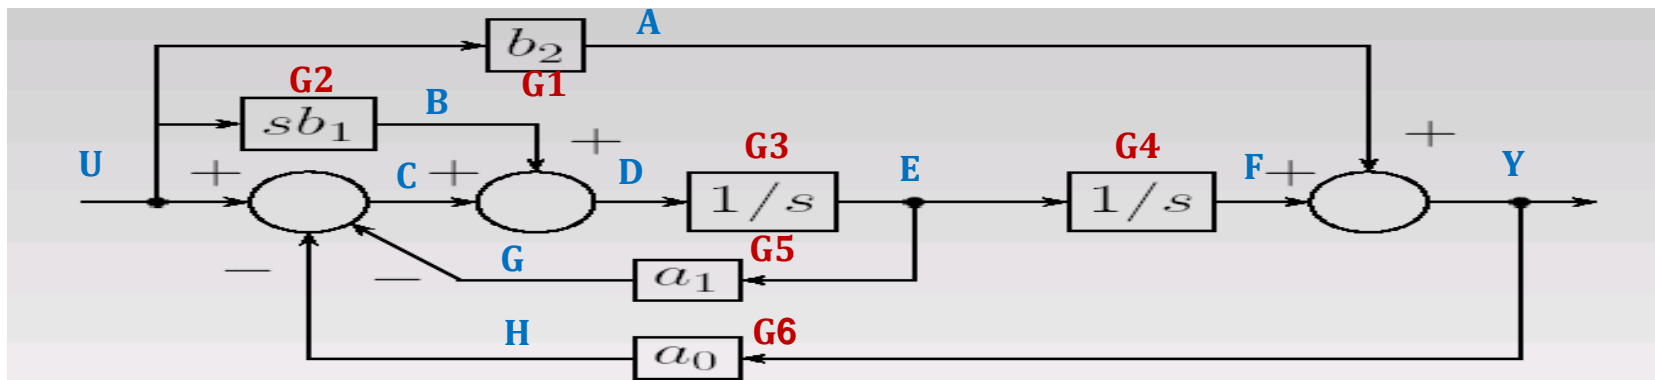 A
b₂
G1
G2
sb₁
B
+
U
+
C
+
D
G3
1/s
E
G4
1/s
F
+
+
Y
−
−
G
G5
a₁
H
G6
a₀